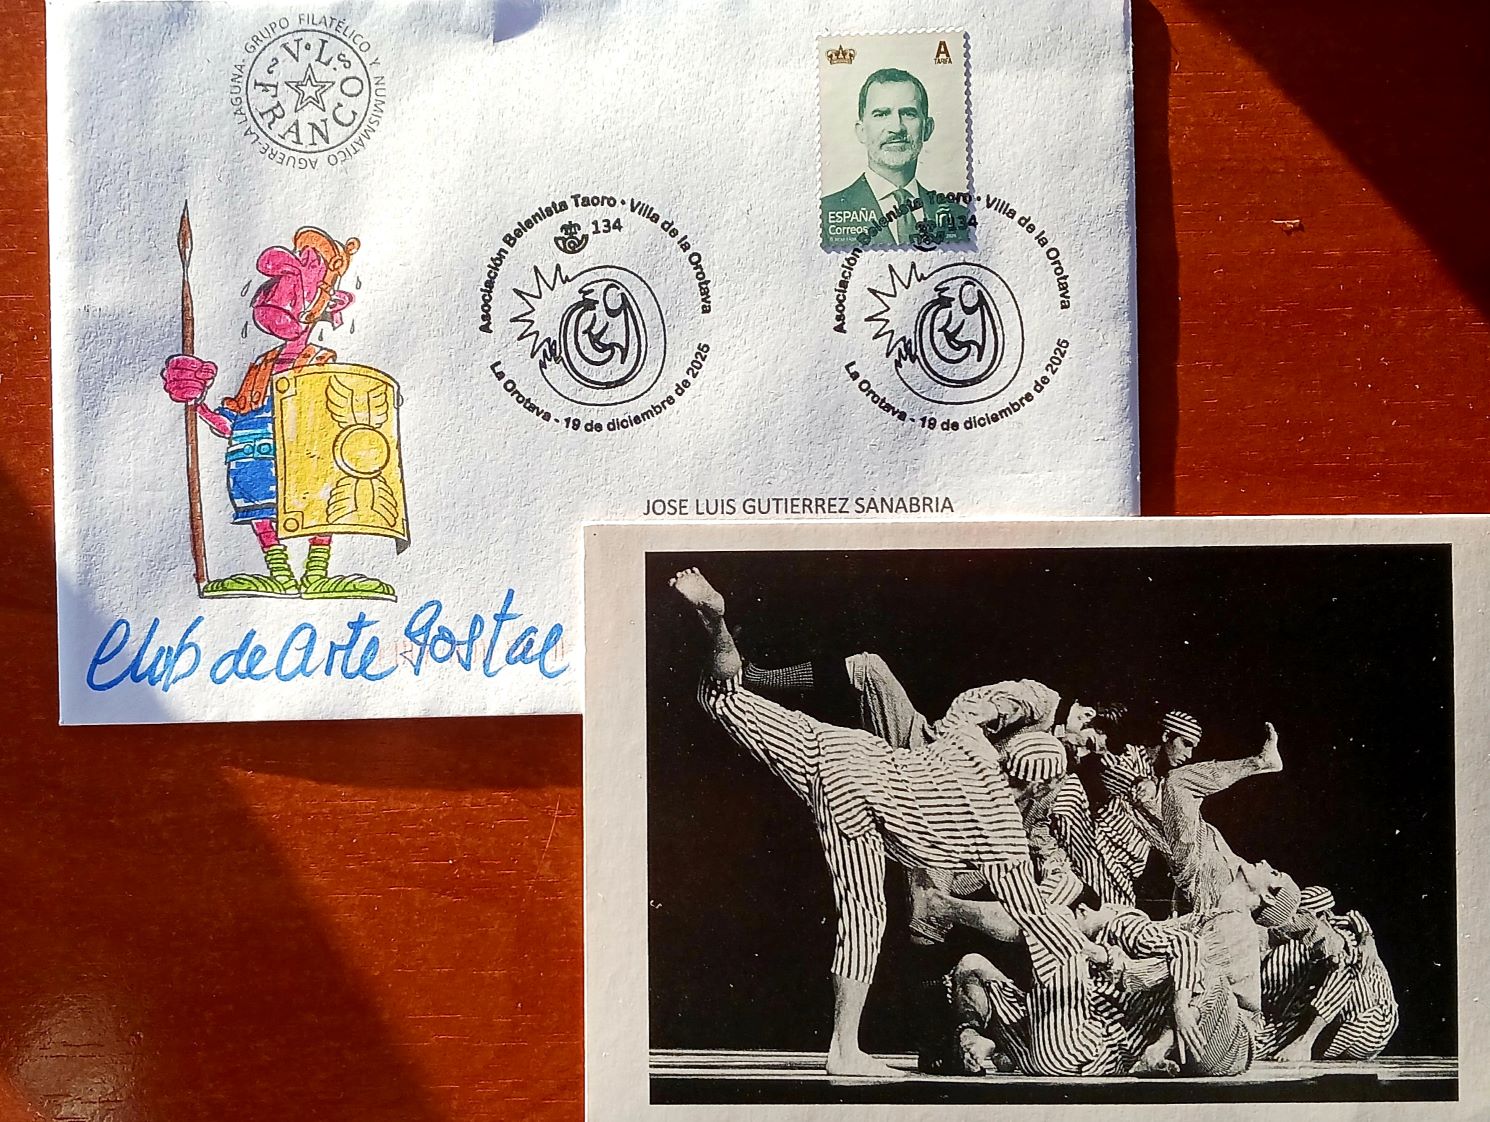 GRUPO FILATÉLICO Y NUMISMÁTICO AGUERE-LA LAGUNA.
V.L.
FRANCO
A
TARIFA
ESPAÑA
Correos
Asociación Belenista Taoro · Villa de la Orotava
134
La Orotava - 19 de diciembre de 2025
Asociación Belenista Taoro · Villa de la Orotava
134
La Orotava - 19 de diciembre de 2025
JOSE LUIS GUTIERREZ SANABRIA
Club de Arte Postal